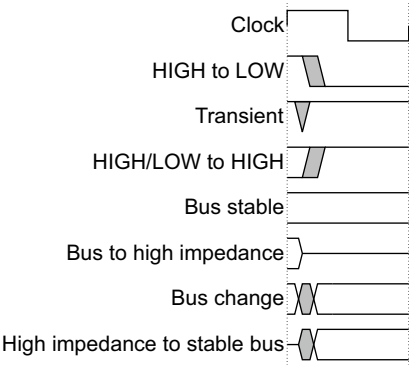 Clock
HIGH to LOW
Transient
HIGH/LOW to HIGH
Bus stable
Bus to high impedance
Bus change
High impedance to stable bus